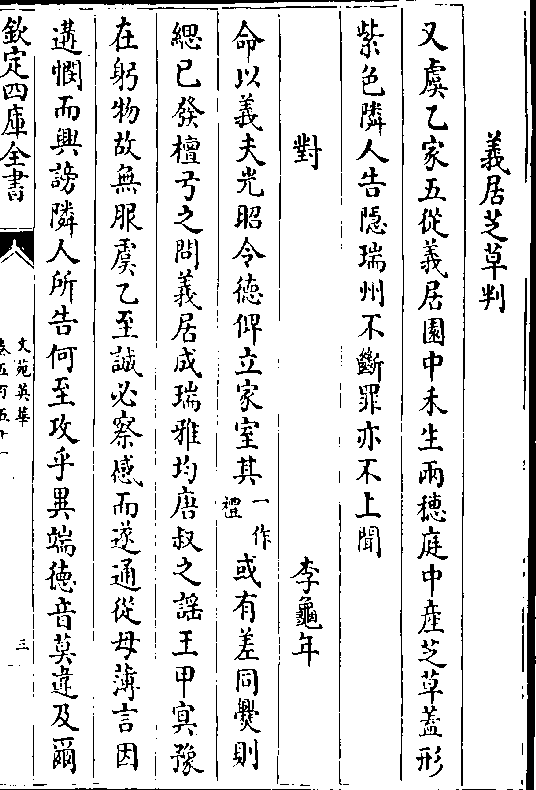 義居芝草判
又虞乙家五從義居園中禾生兩穗庭中産芝草蓋形
紫色隣人告隠瑞州不斷罪亦不上聞
對　李龜年
命以義夫光昭令德俾立家室其一作禮或有差同爨則
緦已發檀弓之問義居成瑞雅均唐叔之謡王甲寘豫
在躬物故無服虞乙至誠必察感而遂通從母薄言因
遘憫而興謗隣人所告何至攻乎異端德音莫違及爾
欽定四庫全書
文苑英華
卷五百五十一
三